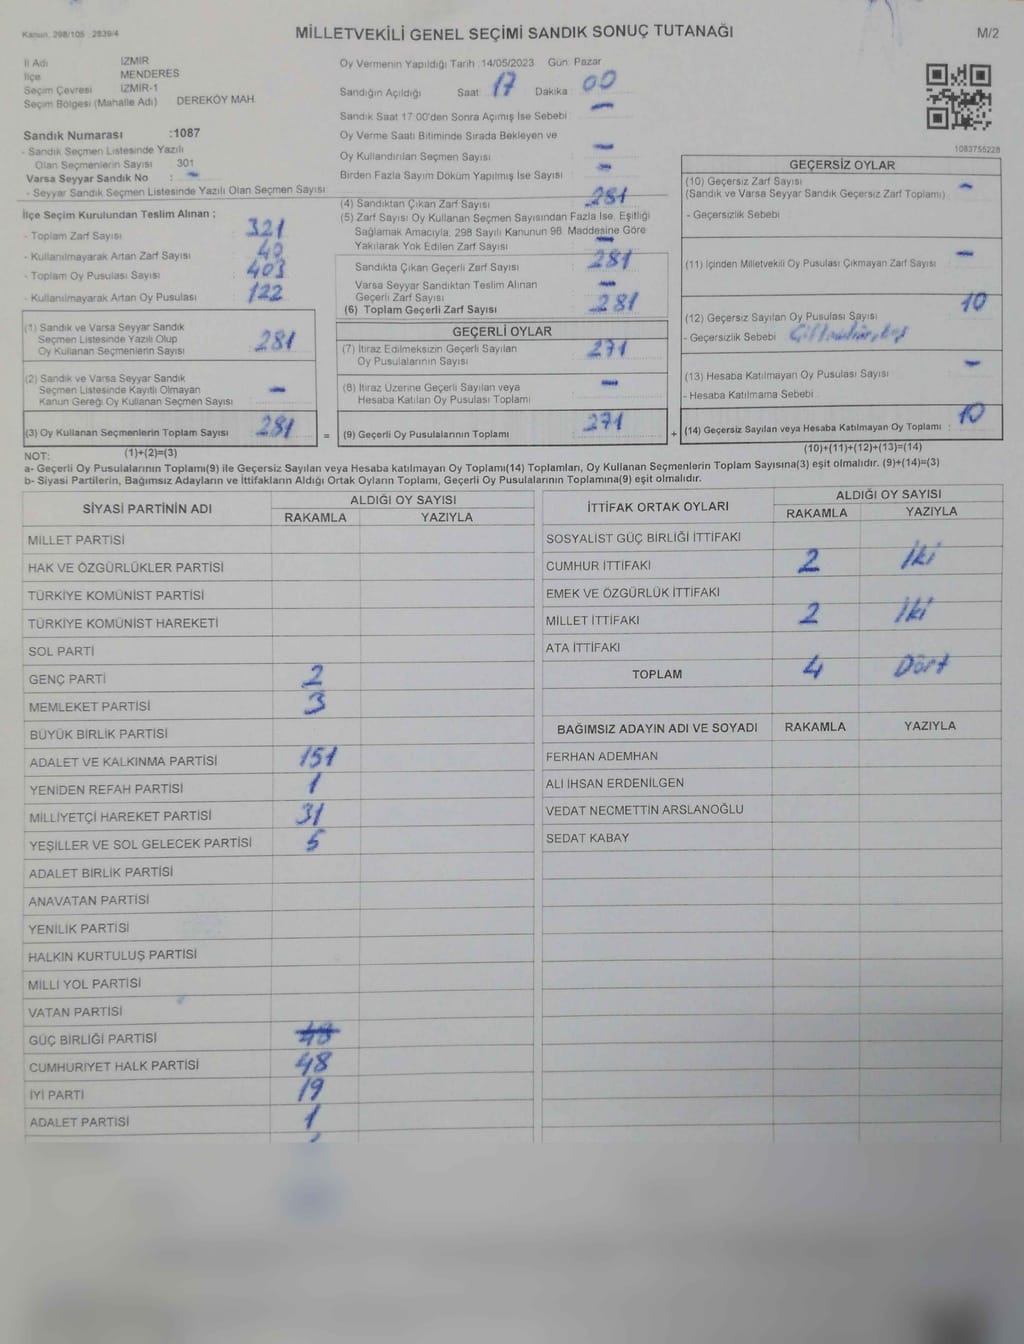 Kanun. 298/105 2839/4
MİLLETVEKİLİ GENEL SEÇİMİ SANDIK SONUÇ TUTANAĞI
M/2
İl Adı İZMİR
İlçe MENDERES
Seçim Çevresi İZMİR-1
Seçim Bölgesi (Mahalle Adı) DEREKÖY MAH
Sandık Numarası :1087
- Sandık Seçmen Listesinde Yazılı
Olan Seçmenlerin Sayısı 301
Varsa Seyyar Sandık No : -
- Seyyar Sandık Seçmen Listesinde Yazılı Olan Seçmen Sayısı
Oy Vermenin Yapıldığı Tarih :14/05/2023 Gün: Pazar
Sandığın Açıldığı Saat 17 Dakika : 00
Sandık Saat 17:00'den Sonra Açımış İse Sebebi : -
Oy Verme Saati Bitiminde Sırada Bekleyen ve
Oy Kullandırılan Seçmen Sayısı -
Birden Fazla Sayım Döküm Yapılmış İse Sayısı : -
1083755228
İlçe Seçim Kurulundan Teslim Alınan ;
- Toplam Zarf Sayısı : 321
- Kullanılmayarak Artan Zarf Sayısı : 40
- Toplam Oy Pusulası Sayısı : 403
- Kullanılmayarak Artan Oy Pusulası : 122
(1) Sandık ve Varsa Seyyar Sandık
Seçmen Listesinde Yazılı Olup
Oy Kullanan Seçmenlerin Sayısı : 281
(2) Sandık ve Varsa Seyyar Sandık
Seçmen Listesinde Kayıtlı Olmayan
Kanun Gereği Oy Kullanan Seçmen Sayısı : -
(3) Oy Kullanan Seçmenlerin Toplam Sayısı : 281
(1)+(2)=(3)
(4) Sandıktan Çıkan Zarf Sayısı : 281
(5) Zarf Sayısı Oy Kullanan Seçmen Sayısından Fazla İse, Eşitliği
Sağlamak Amacıyla, 298 Sayılı Kanunun 98. Maddesine Göre
Yakılarak Yok Edilen Zarf Sayısı : -
Sandıkta Çıkan Geçerli Zarf Sayısı : 281
Varsa Seyyar Sandıktan Teslim Alınan
Geçerli Zarf Sayısı : -
(6) Toplam Geçerli Zarf Sayısı : 281
GEÇERLİ OYLAR
(7) İtiraz Edilmeksizin Geçerli Sayılan : 271
Oy Pusulalarının Sayısı
(8) İtiraz Üzerine Geçerli Sayılan veya : -
Hesaba Katılan Oy Pusulası Toplamı
= (9) Geçerli Oy Pusulalarının Toplamı : 271
GEÇERSİZ OYLAR
(10) Geçersiz Zarf Sayısı : -
(Sandık ve Varsa Seyyar Sandık Geçersiz Zarf Toplamı)
- Geçersizlik Sebebi
(11) İçinden Milletvekili Oy Pusulası Çıkmayan Zarf Sayısı : -
(12) Geçersiz Sayılan Oy Pusulası Sayısı : 10
- Geçersizlik Sebebi
(13) Hesaba Katılmayan Oy Pusulası Sayısı : -
- Hesaba Katılmama Sebebi
+ (14) Geçersiz Sayılan veya Hesaba Katılmayan Oy Toplamı : 10
(10)+(11)+(12)+(13)=(14)
NOT:
a- Geçerli Oy Pusulalarının Toplamı(9) ile Geçersiz Sayılan veya Hesaba katılmayan Oy Toplamı(14) Toplamları, Oy Kullanan Seçmenlerin Toplam Sayısına(3) eşit olmalıdır. (9)+(14)=(3)
b- Siyasi Partilerin, Bağımsız Adayların ve İttifakların Aldığı Ortak Oyların Toplamı, Geçerli Oy Pusulalarının Toplamına(9) eşit olmalıdır.
SİYASİ PARTİNİN ADI ALDIĞI OY SAYISI
RAKAMLA YAZIYLA
MİLLET PARTİSİ
HAK VE ÖZGÜRLÜKLER PARTİSİ
TÜRKİYE KOMÜNİST PARTİSİ
TÜRKİYE KOMÜNİST HAREKETİ
SOL PARTİ
GENÇ PARTİ 2
MEMLEKET PARTİSİ 3
BÜYÜK BİRLİK PARTİSİ
ADALET VE KALKINMA PARTİSİ 151
YENİDEN REFAH PARTİSİ 1
MİLLİYETÇİ HAREKET PARTİSİ 31
YEŞİLLER VE SOL GELECEK PARTİSİ 5
ADALET BİRLİK PARTİSİ
ANAVATAN PARTİSİ
YENİLİK PARTİSİ
HALKIN KURTULUŞ PARTİSİ
MİLLİ YOL PARTİSİ
VATAN PARTİSİ
GÜÇ BİRLİĞİ PARTİSİ 48
CUMHURİYET HALK PARTİSİ 48
İYİ PARTİ 19
ADALET PARTİSİ 1
İTTİFAK ORTAK OYLARI ALDIĞI OY SAYISI
RAKAMLA YAZIYLA
SOSYALİST GÜÇ BİRLİĞİ İTTİFAKI
CUMHUR İTTİFAKI 2 İki
EMEK VE ÖZGÜRLÜK İTTİFAKI
MİLLET İTTİFAKI 2 İki
ATA İTTİFAKI
TOPLAM 4 Dört
BAĞIMSIZ ADAYIN ADI VE SOYADI RAKAMLA YAZIYLA
FERHAN ADEMHAN
ALİ İHSAN ERDENİLGEN
VEDAT NECMETTİN ARSLANOĞLU
SEDAT KABAY